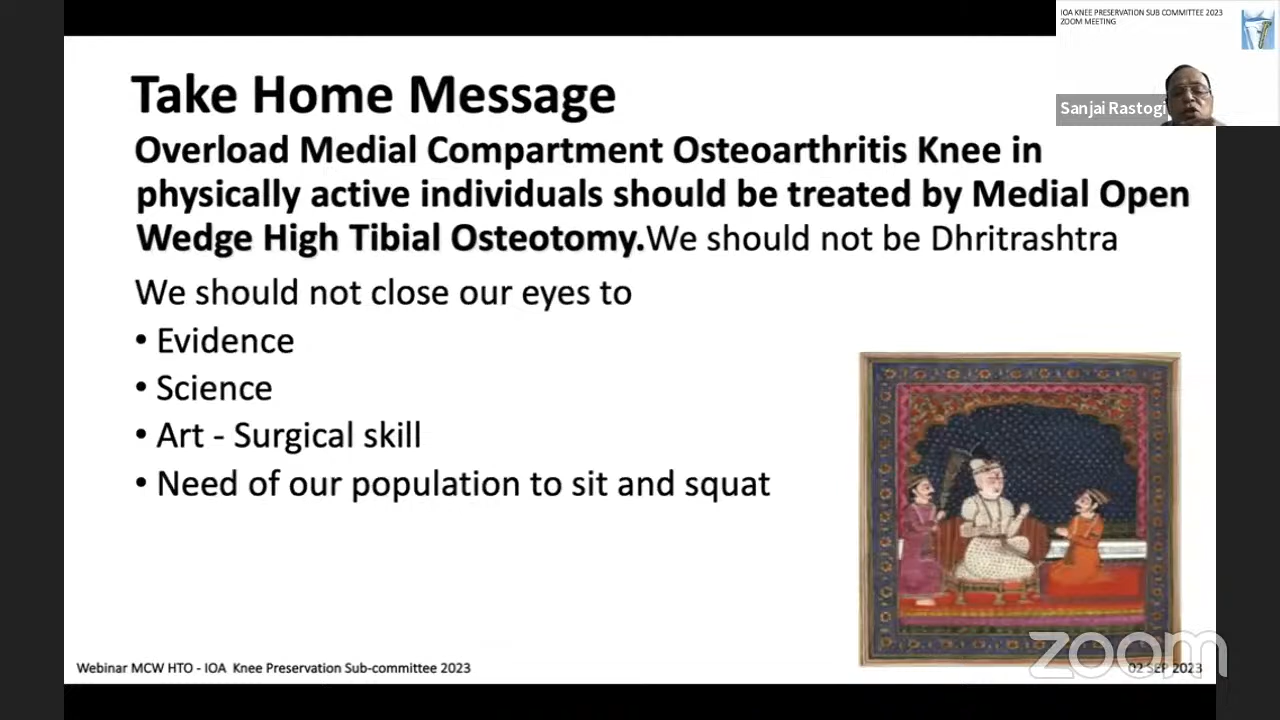 IOA KNEE PRESERVATION SUB COMMITTEE 2023
ZOOM MEETING
Sanjai Rastogi
Take Home Message
Overload Medial Compartment Osteoarthritis Knee in
physically active individuals should be treated by Medial Open
Wedge High Tibial Osteotomy.We should not be Dhritrashtra
We should not close our eyes to
• Evidence
• Science
• Art - Surgical skill
• Need of our population to sit and squat
Webinar MCW HTO - IOA Knee Preservation Sub-committee 2023
02 SEP 2023
zoom